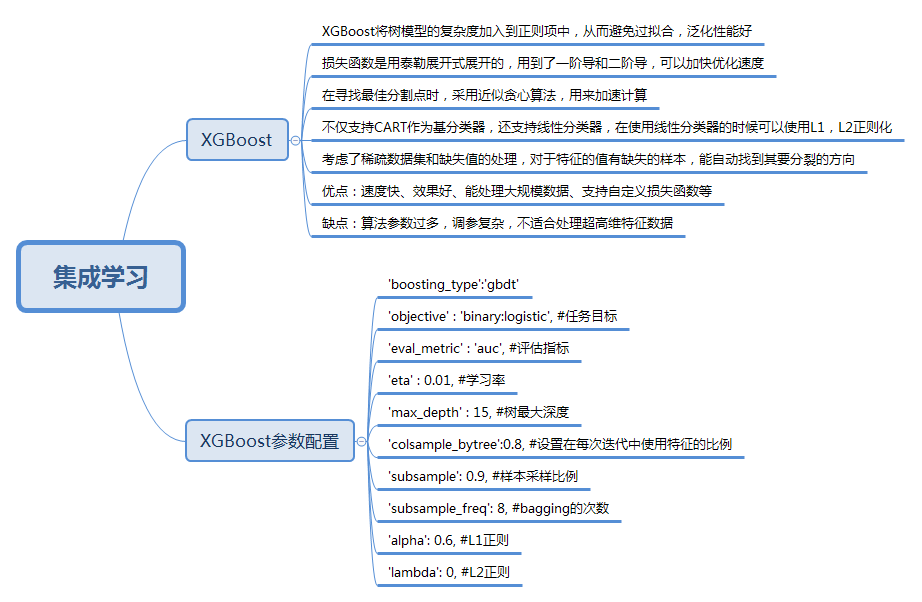 集成学习
XGBoost
XGBoost将树模型的复杂度加入到正则项中，从而避免过拟合，泛化性能好
损失函数是用泰勒展开式展开的，用到了一阶导和二阶导，可以加快优化速度
在寻找最佳分割点时，采用近似贪心算法，用来加速计算
不仅支持CART作为基分类器，还支持线性分类器，在使用线性分类器的时候可以使用L1，L2正则化
考虑了稀疏数据集和缺失值的处理，对于特征的值有缺失的样本，能自动找到其要分裂的方向
优点：速度快、效果好、能处理大规模数据、支持自定义损失函数等
缺点：算法参数过多，调参复杂，不适合处理超高维特征数据
XGBoost参数配置
'boosting_type':'gbdt'
'objective' : 'binary:logistic', #任务目标
'eval_metric' : 'auc', #评估指标
'eta' : 0.01, #学习率
'max_depth' : 15, #树最大深度
'colsample_bytree':0.8, #设置在每次迭代中使用特征的比例
'subsample': 0.9, #样本采样比例
'subsample_freq': 8, #bagging的次数
'alpha': 0.6, #L1正则
'lambda': 0, #L2正则